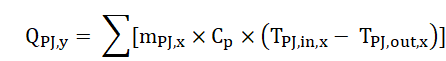 Q_PJ,y = ∑[m_PJ,x × C_p × (T_PJ,in,x − T_PJ,out,x)]